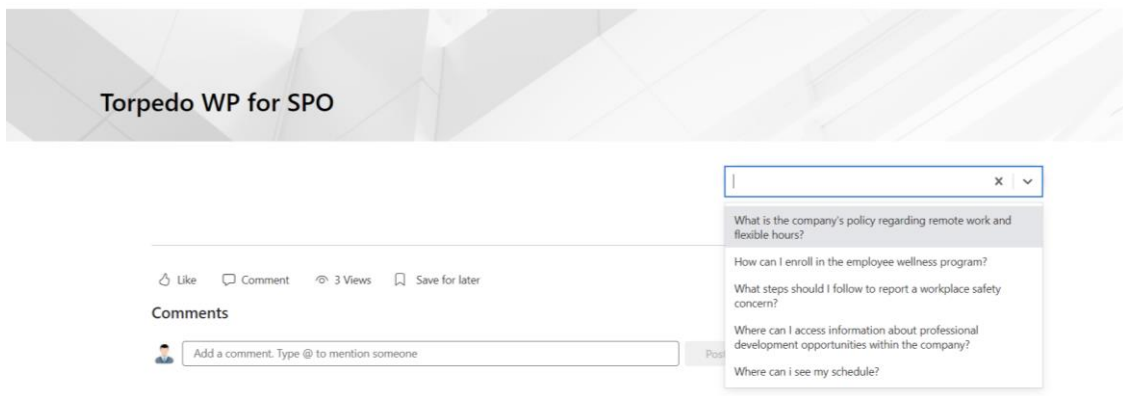 Torpedo WP for SPO
What is the company's policy regarding remote work and
flexible hours?
How can I enroll in the employee wellness program?
What steps should I follow to report a workplace safety
concern?
Where can I access information about professional
development opportunities within the company?
Where can i see my schedule?
Like Comment 3 Views Save for later
Comments
Add a comment. Type @ to mention someone